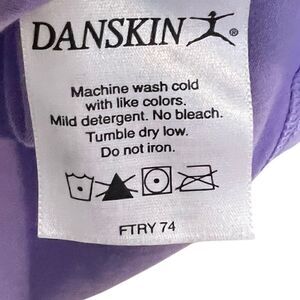 DANSKIN ®
Machine wash cold
with like colors.
Mild detergent. No bleach.
Tumble dry low.
Do not iron.
FTRY 74